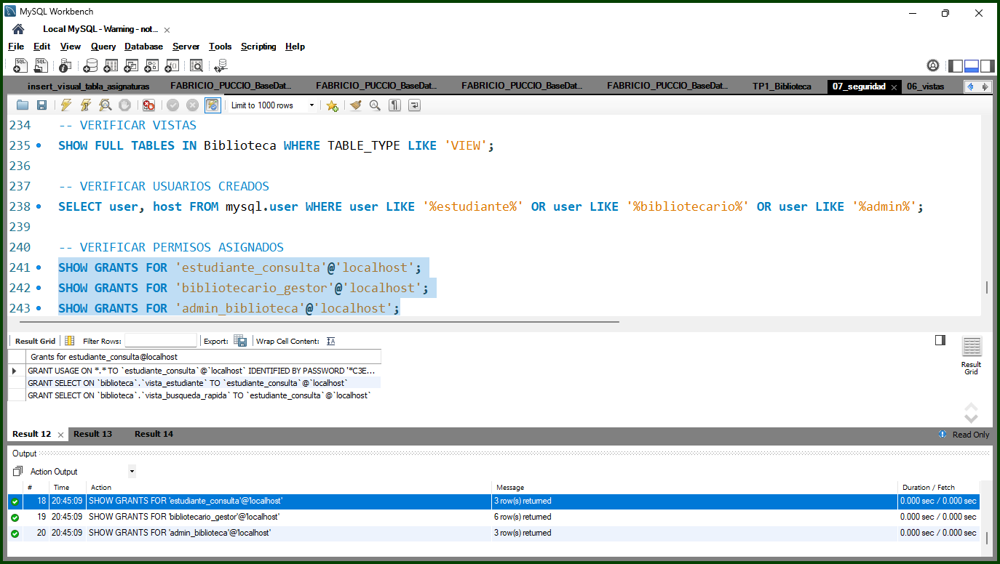 MySQL Workbench
Local MySQL - Warning - not...
File Edit View Query Database Server Tools Scripting Help
insert_visual_tabla_asignaturas FABRICIO_PUCCIO_BaseDat... FABRICIO_PUCCIO_BaseDat... FABRICIO_PUCCIO_BaseDat... FABRICIO_PUCCIO_BaseDat... TP1_Biblioteca 07_seguridad 06_vistas
Limit to 1000 rows
234 -- VERIFICAR VISTAS
235 SHOW FULL TABLES IN Biblioteca WHERE TABLE_TYPE LIKE 'VIEW';
236
237 -- VERIFICAR USUARIOS CREADOS
238 SELECT user, host FROM mysql.user WHERE user LIKE '%estudiante%' OR user LIKE '%bibliotecario%' OR user LIKE '%admin%';
239
240 -- VERIFICAR PERMISOS ASIGNADOS
241 SHOW GRANTS FOR 'estudiante_consulta'@'localhost';
242 SHOW GRANTS FOR 'bibliotecario_gestor'@'localhost';
243 SHOW GRANTS FOR 'admin_biblioteca'@'localhost';
Result Grid Filter Rows: Export: Wrap Cell Content:
Grants for estudiante_consulta@localhost
GRANT USAGE ON *.* TO `estudiante_consulta`@`localhost` IDENTIFIED BY PASSWORD '*C3E...
GRANT SELECT ON `biblioteca`.`vista_estudiante` TO `estudiante_consulta`@`localhost`
GRANT SELECT ON `biblioteca`.`vista_busqueda_rapida` TO `estudiante_consulta`@`localhost`
Result
Grid
Result 12 Result 13 Result 14 Read Only
Output
Action Output
# Time Action Message Duration / Fetch
18 20:45:09 SHOW GRANTS FOR 'estudiante_consulta'@'localhost' 3 row(s) returned 0.000 sec / 0.000 sec
19 20:45:09 SHOW GRANTS FOR 'bibliotecario_gestor'@'localhost' 6 row(s) returned 0.000 sec / 0.000 sec
20 20:45:09 SHOW GRANTS FOR 'admin_biblioteca'@'localhost' 3 row(s) returned 0.000 sec / 0.000 sec